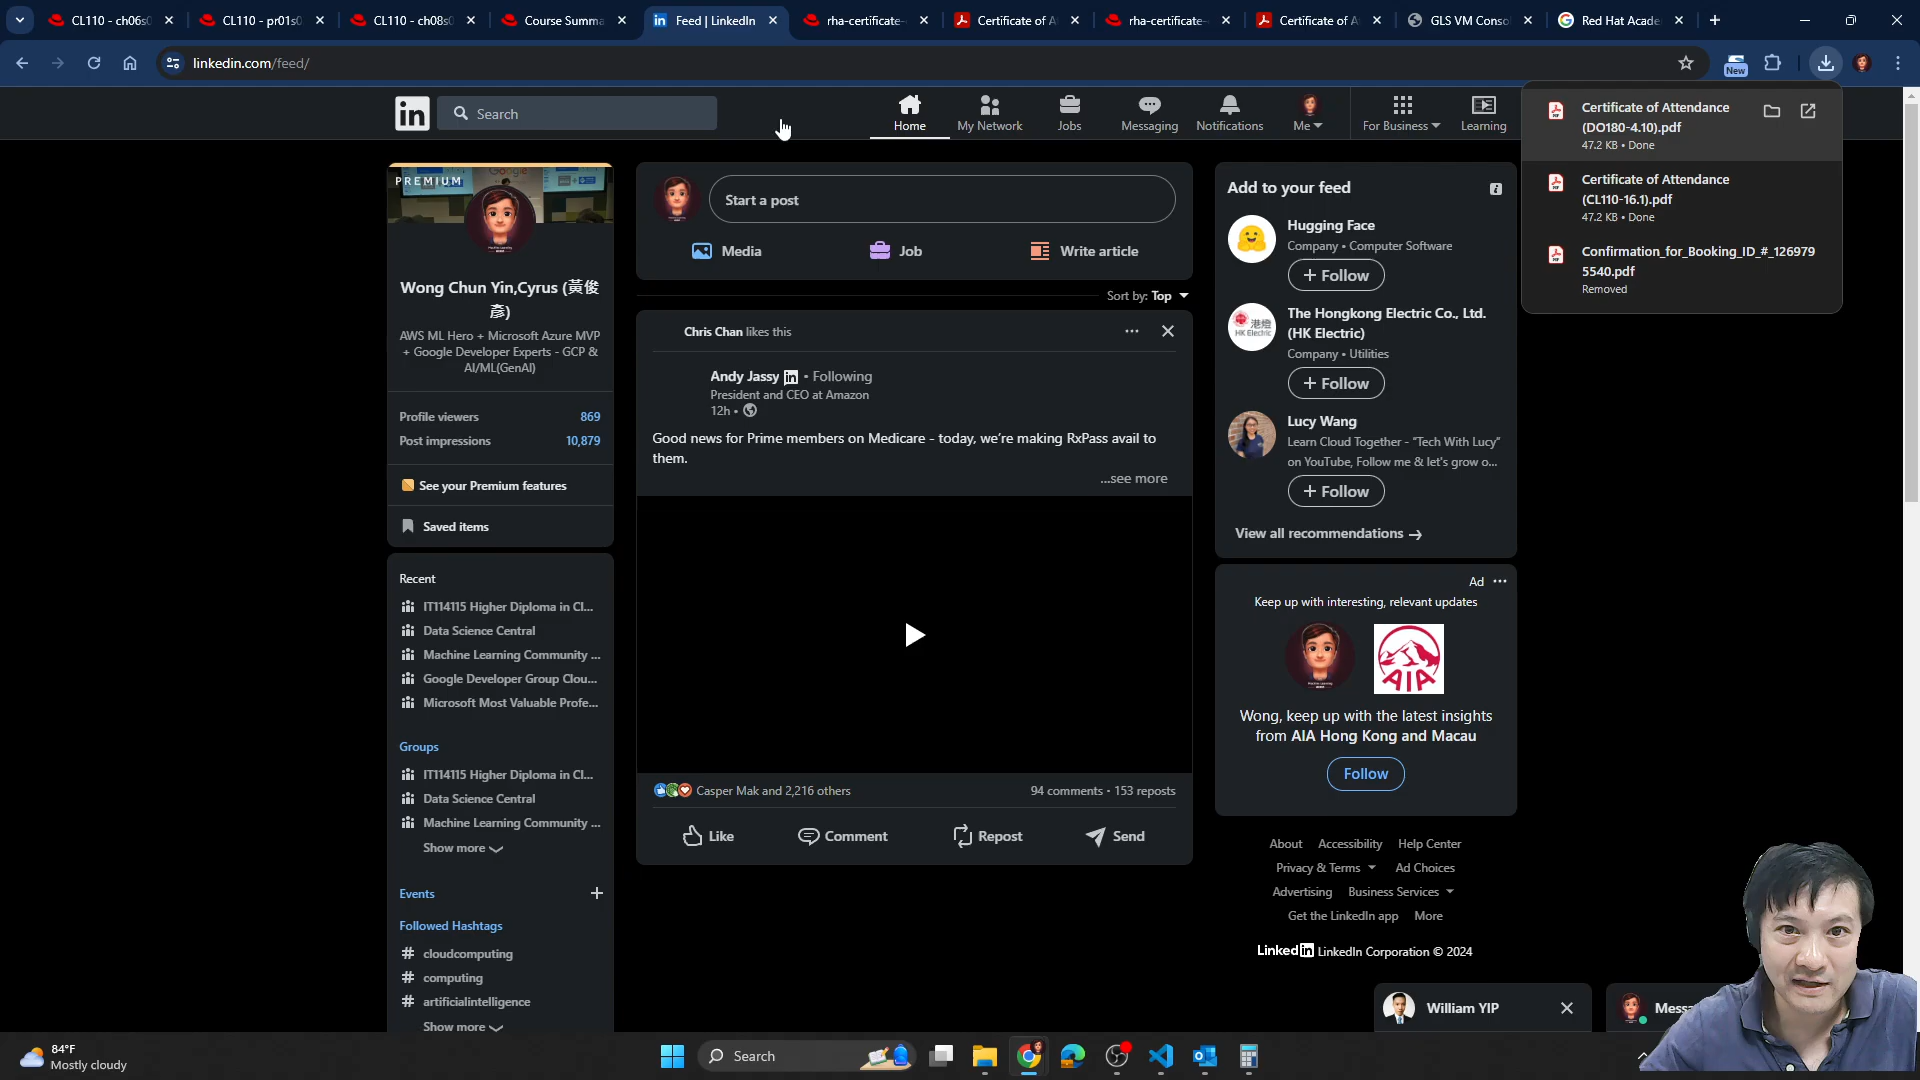 CL110 - ch06s0
CL110 - pr01s0
CL110 - ch08s0
Course Summa
Feed | LinkedIn
rha-certificate-
Certificate of A
rha-certificate-
Certificate of A
GLS VM Conso
Red Hat Acade
linkedin.com/feed/
New
Search
Home
My Network
Jobs
Messaging
Notifications
Me
For Business
Learning
Certificate of Attendance
(DO180-4.10).pdf
47.2 KB • Done
Certificate of Attendance
(CL110-16.1).pdf
47.2 KB • Done
Confirmation_for_Booking_ID_#_126979
5540.pdf
Removed
PREMIUM
Wong Chun Yin,Cyrus (黃俊
彥)
AWS ML Hero + Microsoft Azure MVP
+ Google Developer Experts - GCP &
AI/ML(GenAI)
Profile viewers 869
Post impressions 10,879
See your Premium features
Saved items
Recent
IT114115 Higher Diploma in Cl...
Data Science Central
Machine Learning Community ...
Google Developer Group Clou...
Microsoft Most Valuable Profe...
Groups
IT114115 Higher Diploma in Cl...
Data Science Central
Machine Learning Community ...
Show more
Events
Followed Hashtags
# cloudcomputing
# computing
# artificialintelligence
Show more
Start a post
Media
Job
Write article
Sort by: Top
Chris Chan likes this
Andy Jassy in • Following
President and CEO at Amazon
12h •
Good news for Prime members on Medicare - today, we're making RxPass avail to
them.
...see more
Casper Mak and 2,216 others
94 comments • 153 reposts
Like
Comment
Repost
Send
Add to your feed
Hugging Face
Company • Computer Software
+ Follow
The Hongkong Electric Co., Ltd.
(HK Electric)
Company • Utilities
+ Follow
港燈
HK Electric
Lucy Wang
Learn Cloud Together - "Tech With Lucy"
on YouTube, Follow me & let's grow o...
+ Follow
View all recommendations →
Ad
Keep up with interesting, relevant updates
AIA
Wong, keep up with the latest insights
from AIA Hong Kong and Macau
Follow
About Accessibility Help Center
Privacy & Terms Ad Choices
Advertising Business Services
Get the LinkedIn app More
LinkedIn LinkedIn Corporation © 2024
William YIP
Messa
84°F
Mostly cloudy
Search